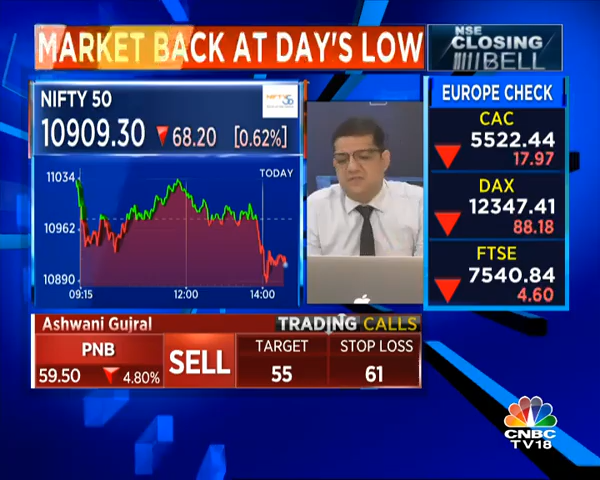 MARKET BACK AT DAY'S LOW
NSE
CLOSING
BELL
NIFTY 50
10909.30 68.20 [0.62%]
TODAY
11034
10962
10890
09:15 12:00 14:00
EUROPE CHECK
CAC
5522.44
17.97
DAX
12347.41
88.18
FTSE
7540.84
4.60
Ashwani Gujral
TRADING CALLS
PNB
59.50 4.80%
SELL
TARGET
55
STOP LOSS
61
CNBC
TV18